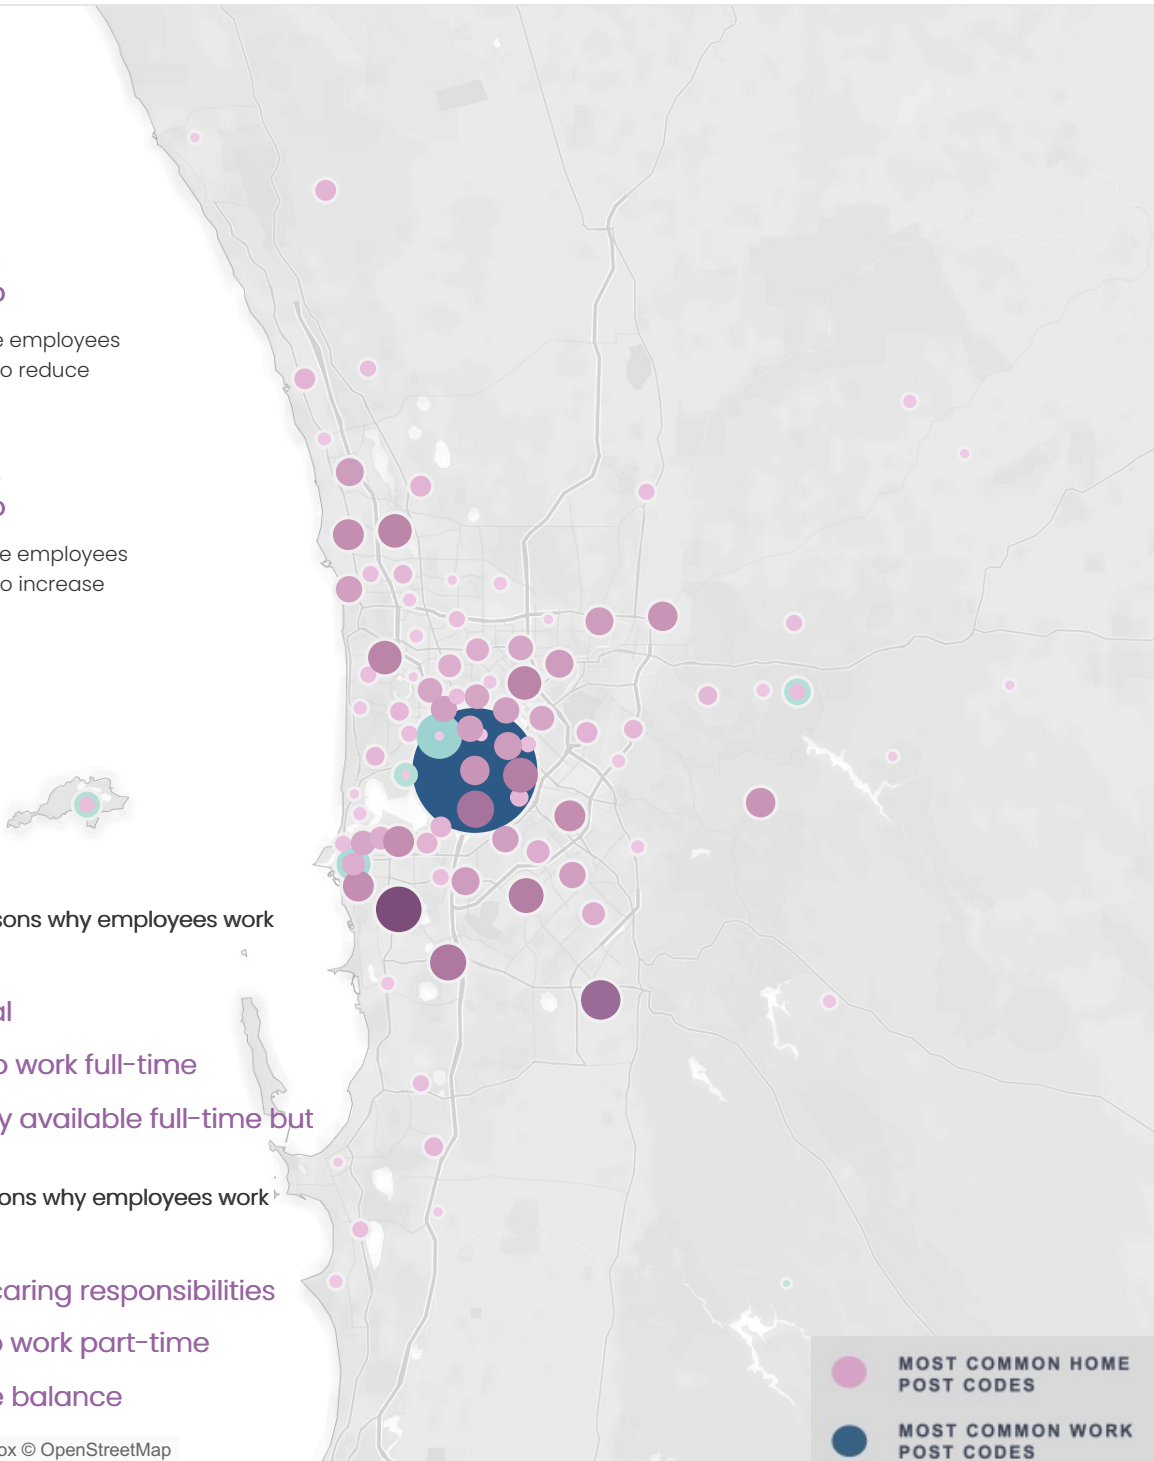 employees
o reduce
e employees
o increase
sons why employees work
al
o work full-time
y available full-time but
ons why employees work
caring responsibilities
o work part-time
e balance
ox © OpenStreetMap
MOST COMMON HOME
POST CODES
MOST COMMON WORK
POST CODES